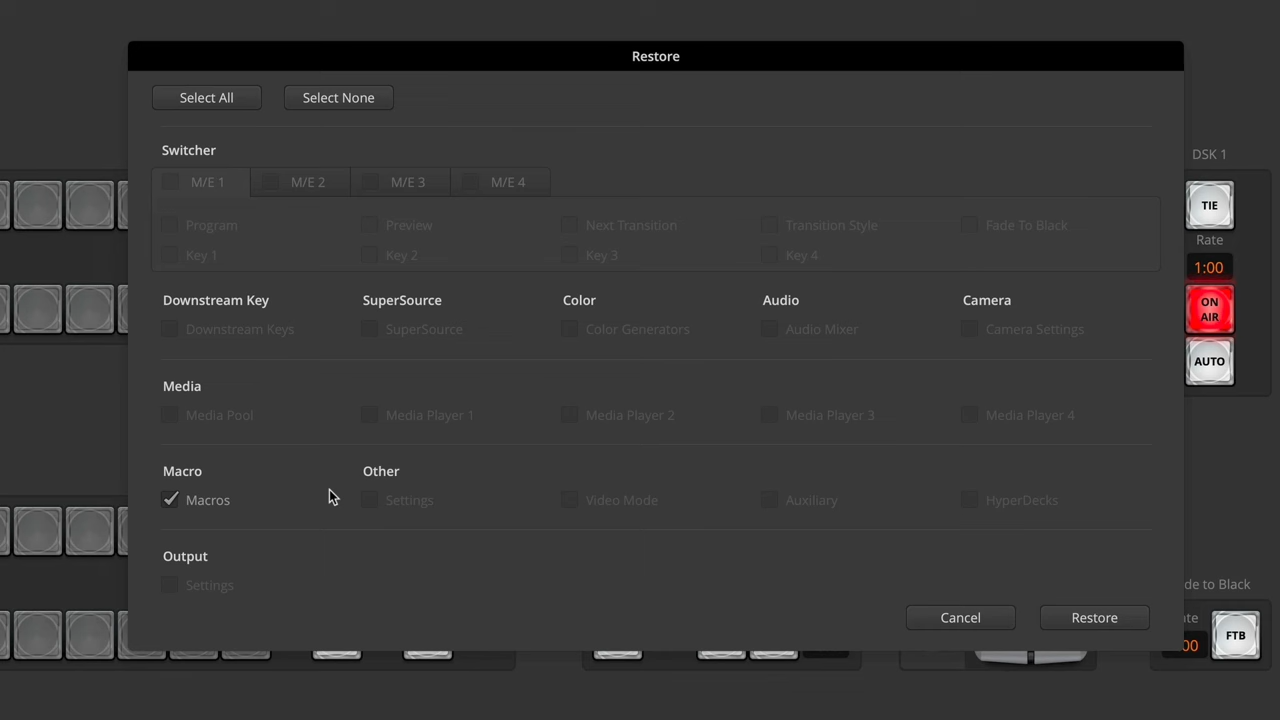 Restore
Select All Select None
Switcher
M/E 1 M/E 2 M/E 3 M/E 4
Program Preview Next Transition Transition Style Fade To Black
Key 1 Key 2 Key 3 Key 4
Downstream Key SuperSource Color Audio Camera
Downstream Keys SuperSource Color Generators Audio Mixer Camera Settings
Media
Media Pool Media Player 1 Media Player 2 Media Player 3 Media Player 4
Macro Other
Macros Settings Video Mode Auxiliary HyperDecks
Output
Settings
Cancel Restore
DSK 1
TIE
Rate
1:00
ON
AIR
AUTO
de to Black
te
00 FTB